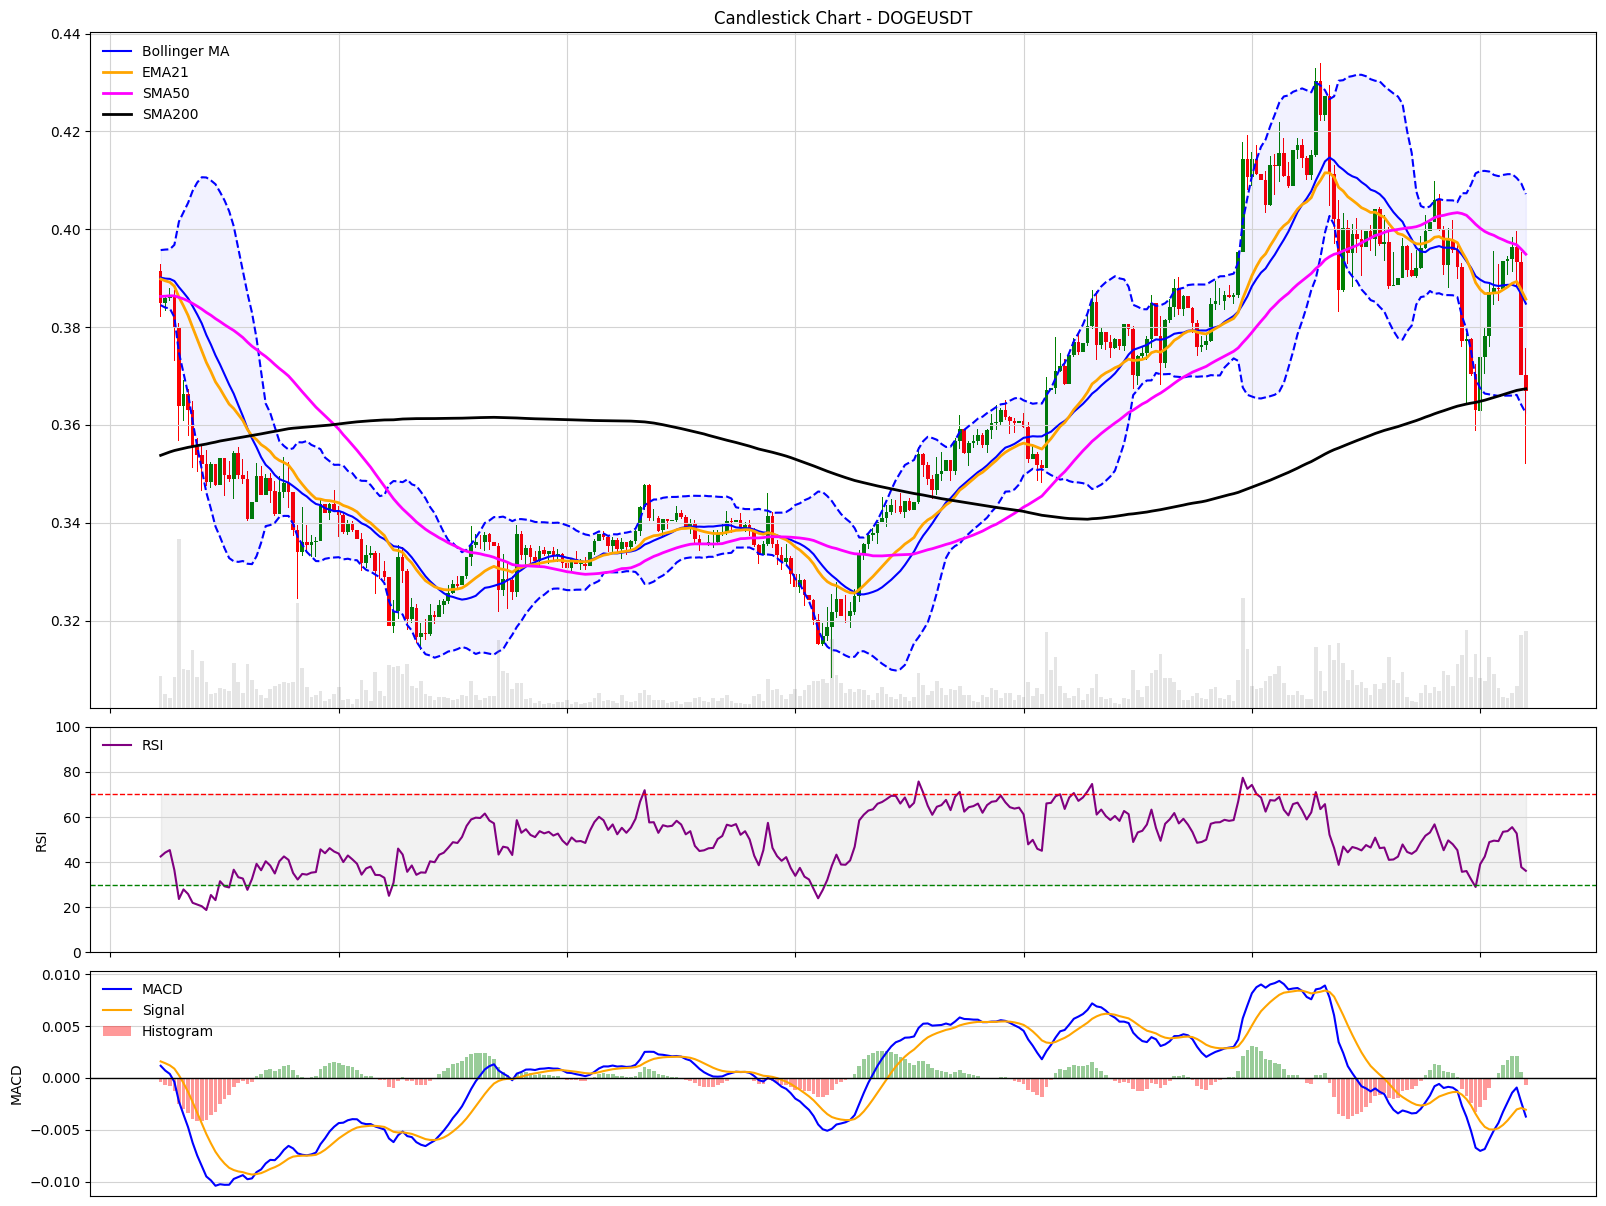 Candlestick Chart - DOGEUSDT
0.44
Bollinger MA
EMA21
SMA50
SMA200
0.42
0.40
0.38
0.36
0.34
0.32
100
RSI
80
60
RSI
40
20
0
0.010
MACD
Signal
Histogram
0.005
0.000
MACD
−0.005
−0.010